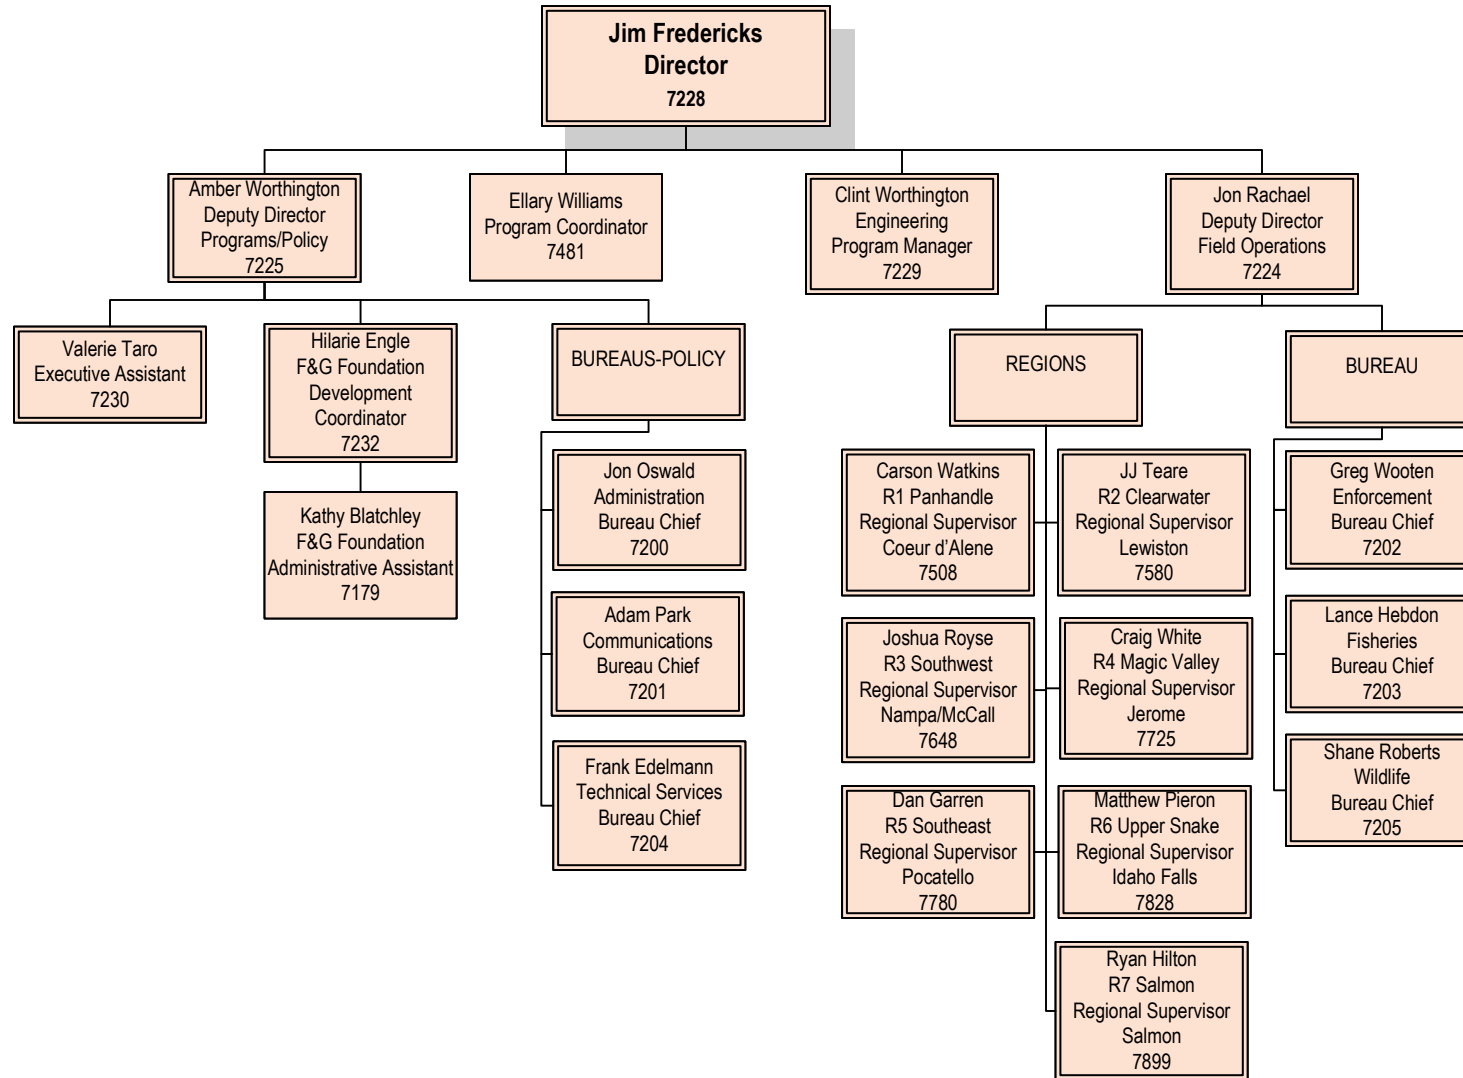 Jim Fredericks
Director
7228
Amber Worthington
Deputy Director
Programs/Policy
7225
Ellary Williams
Program Coordinator
7481
Clint Worthington
Engineering
Program Manager
7229
Jon Rachael
Deputy Director
Field Operations
7224
Valerie Taro
Executive Assistant
7230
Hilarie Engle
F&G Foundation
Development
Coordinator
7232
Kathy Blatchley
F&G Foundation
Administrative Assistant
7179
BUREAUS-POLICY
Jon Oswald
Administration
Bureau Chief
7200
Adam Park
Communications
Bureau Chief
7201
Frank Edelmann
Technical Services
Bureau Chief
7204
REGIONS
Carson Watkins
R1 Panhandle
Regional Supervisor
Coeur d’Alene
7508
JJ Teare
R2 Clearwater
Regional Supervisor
Lewiston
7580
Joshua Royse
R3 Southwest
Regional Supervisor
Nampa/McCall
7648
Craig White
R4 Magic Valley
Regional Supervisor
Jerome
7725
Dan Garren
R5 Southeast
Regional Supervisor
Pocatello
7780
Matthew Pieron
R6 Upper Snake
Regional Supervisor
Idaho Falls
7828
Ryan Hilton
R7 Salmon
Regional Supervisor
Salmon
7899
BUREAU
Greg Wooten
Enforcement
Bureau Chief
7202
Lance Hebdon
Fisheries
Bureau Chief
7203
Shane Roberts
Wildlife
Bureau Chief
7205